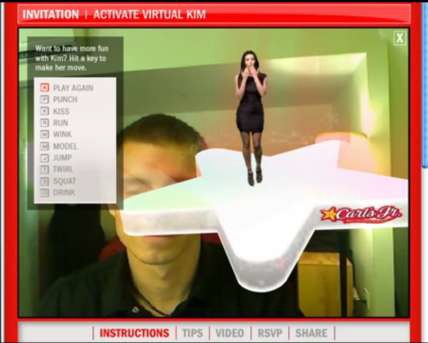 INVITATION | ACTIVATE VIRTUAL KIM
X
Want to have more fun
with Kim? Hit a key to
make her move.
PLAY AGAIN
PUNCH
KISS
RUN
WINK
MODEL
JUMP
TWIRL
SQUAT
DRINK
Carl's Jr.
| INSTRUCTIONS | TIPS | VIDEO | RSVP | SHARE |